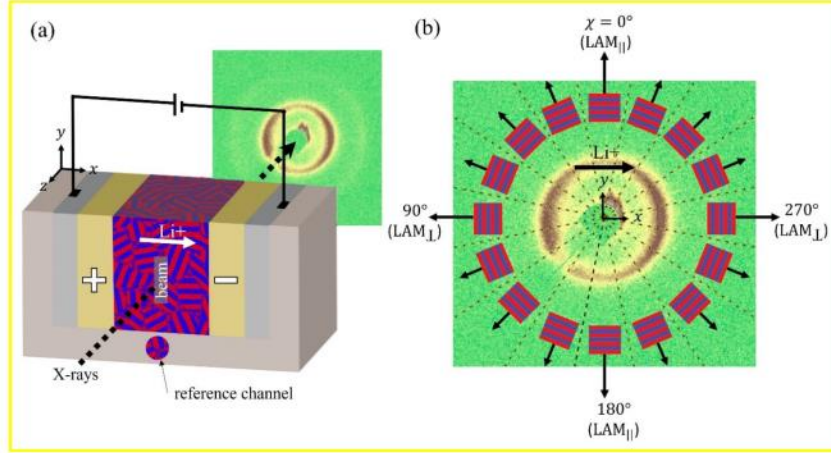 (a)
y
x
z
Li+
+
−
beam
X-rays
reference channel
(b)
χ = 0°
(LAM||)
Li+
y
x
90°
(LAM⊥)
270°
(LAM⊥)
180°
(LAM||)